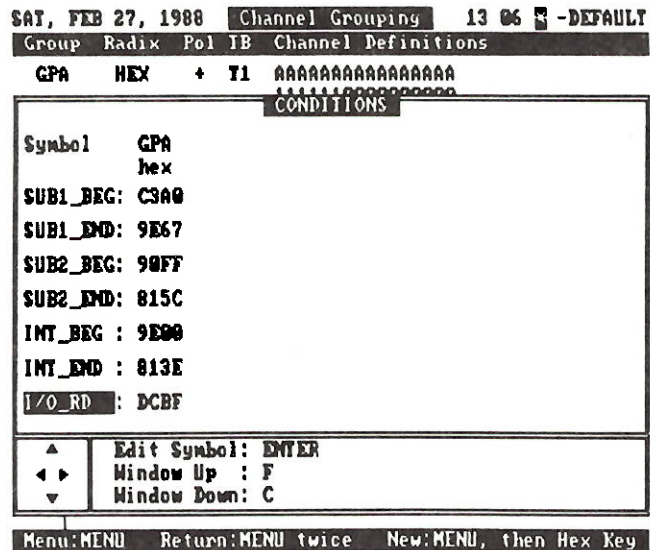 SAT, FEB 27, 1988 Channel Grouping 13 06 * -DEFAULT
Group Radix Pol TB Channel Definitions
GPA HEX + T1 AAAAAAAAAAAAAAAA
CONDITIONS
Symbol GPA
hex
SUB1_BEG: C3A0
SUB1_END: 9E67
SUB2_BEG: 90FF
SUB2_END: 815C
INT_BEG : 9E00
INT_END : 813E
I/O_RD : DCBF
Edit Symbol: ENTER
Window Up : F
Window Down: C
Menu:MENU Return:MENU twice New:MENU, then Hex Key